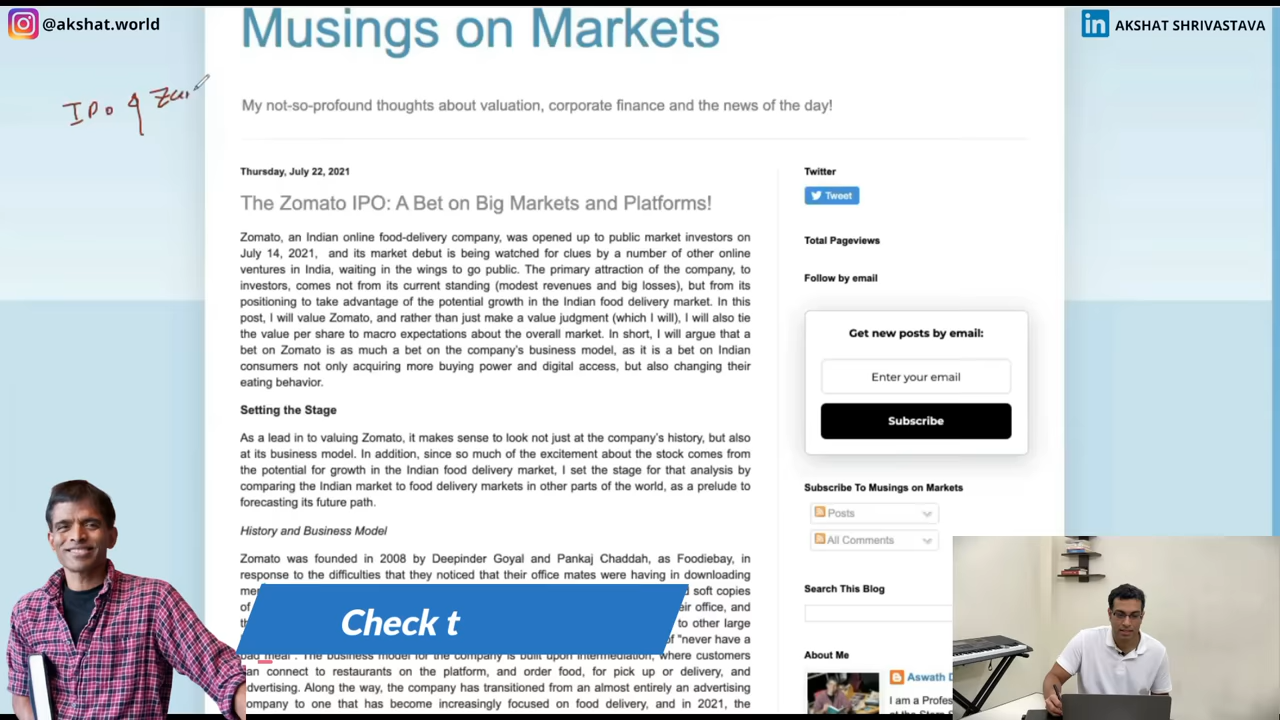 @akshat.world
in AKSHAT SHRIVASTAVA
Musings on Markets
My not-so-profound thoughts about valuation, corporate finance and the news of the day!
IPO of
Thursday, July 22, 2021
The Zomato IPO: A Bet on Big Markets and Platforms!
Zomato, an Indian online food-delivery company, was opened up to public market investors on
July 14, 2021, and its market debut is being watched for clues by a number of other online
ventures in India, waiting in the wings to go public. The primary attraction of the company, to
investors, comes not from its current standing (modest revenues and big losses), but from its
positioning to take advantage of the potential growth in the Indian food delivery market. In this
post, I will value Zomato, and rather than just make a value judgment (which I will), I will also tie
the value per share to macro expectations about the overall market. In short, I will argue that a
bet on Zomato is as much a bet on the company's business model, as it is a bet on Indian
consumers not only acquiring more buying power and digital access, but also changing their
eating behavior.
Setting the Stage
As a lead in to valuing Zomato, it makes sense to look not just at the company's history, but also
at its business model. In addition, since so much of the excitement about the stock comes from
the potential for growth in the Indian food delivery market, I set the stage for that analysis by
comparing the Indian market to food delivery markets in other parts of the world, as a prelude to
forecasting its future path.
History and Business Model
Zomato was founded in 2008 by Deepinder Goyal and Pankaj Chaddah, as Foodiebay, in
response to the difficulties that they noticed that their office mates were having in downloading
soft copies
of
office, and
to other large
of "never have a
bad meal". The business model for the company is built upon intermediation, where customers
can connect to restaurants on the platform, and order food, for pick up or delivery, and
advertising. Along the way, the company has transitioned from an almost entirely an advertising
company to one that has become increasingly focused on food delivery, and in 2021, the
Check t
Twitter
Tweet
Total Pageviews
Follow by email
Get new posts by email:
Enter your email
Subscribe
Subscribe To Musings on Markets
Posts
All Comments
Search This Blog
About Me
Aswath D
I am a Profes